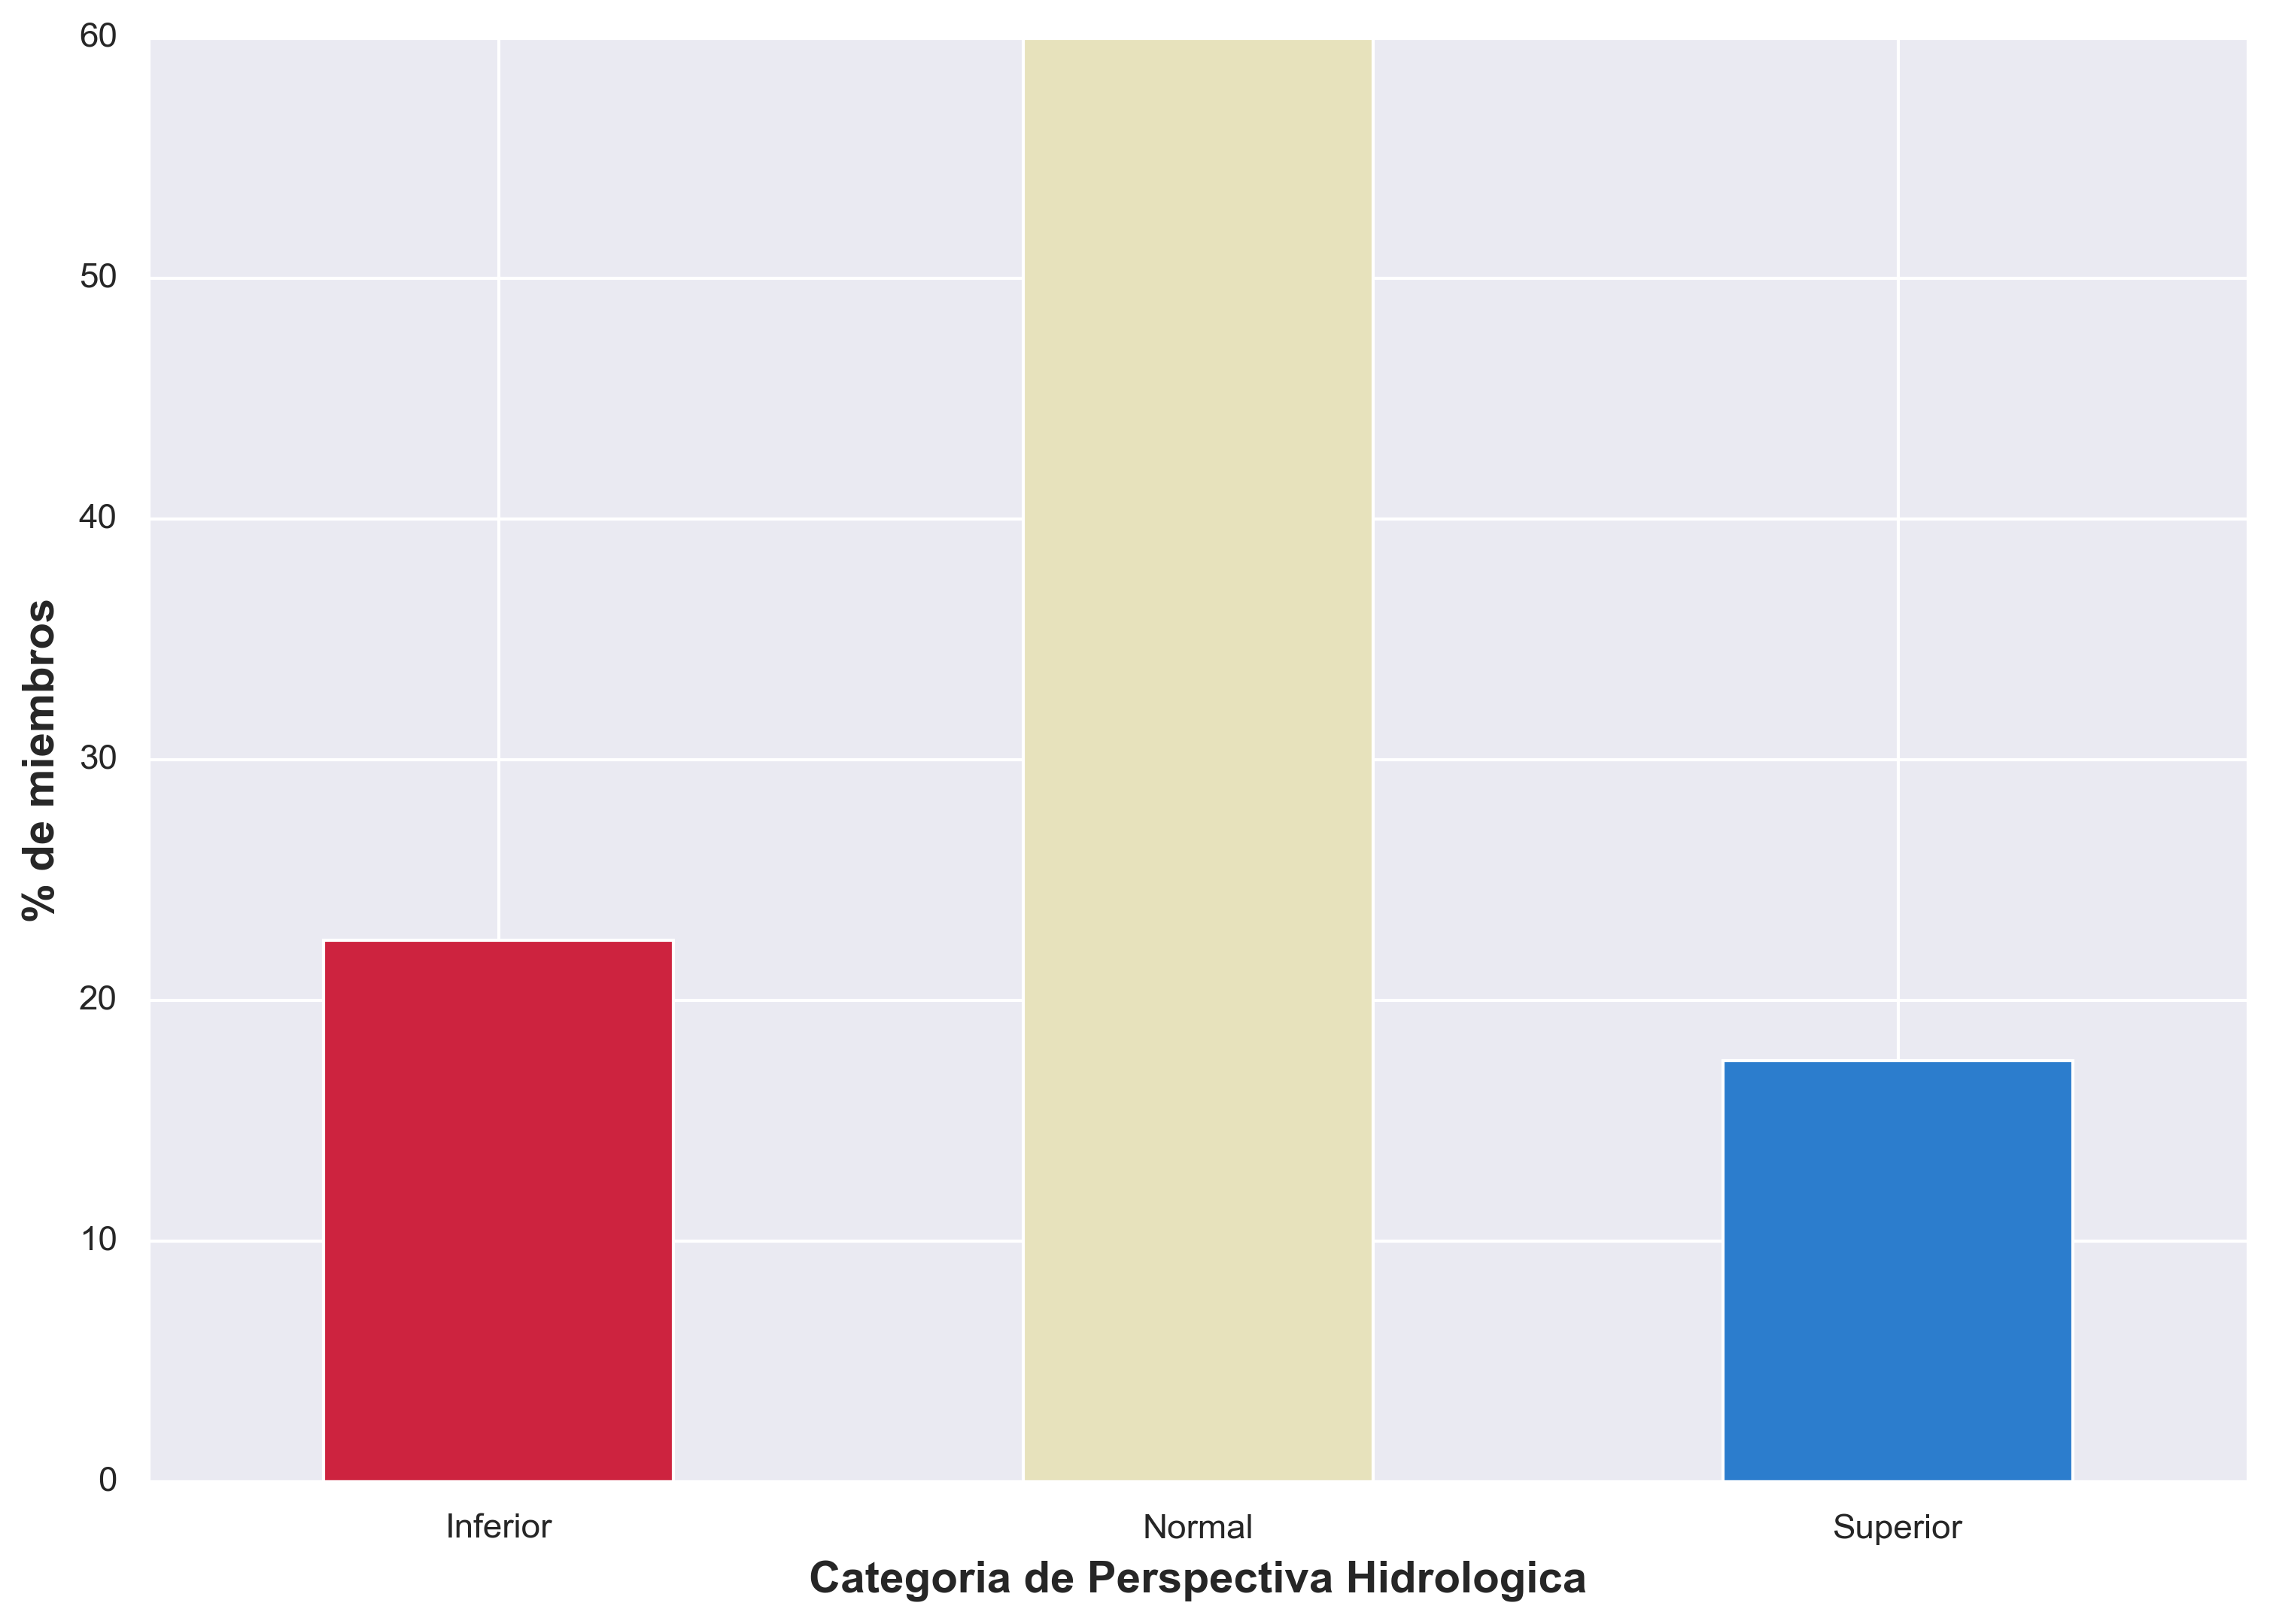 60
50
40
30
20
10
0
% de miembros
Inferior
Normal
Superior
Categoria de Perspectiva Hidrologica